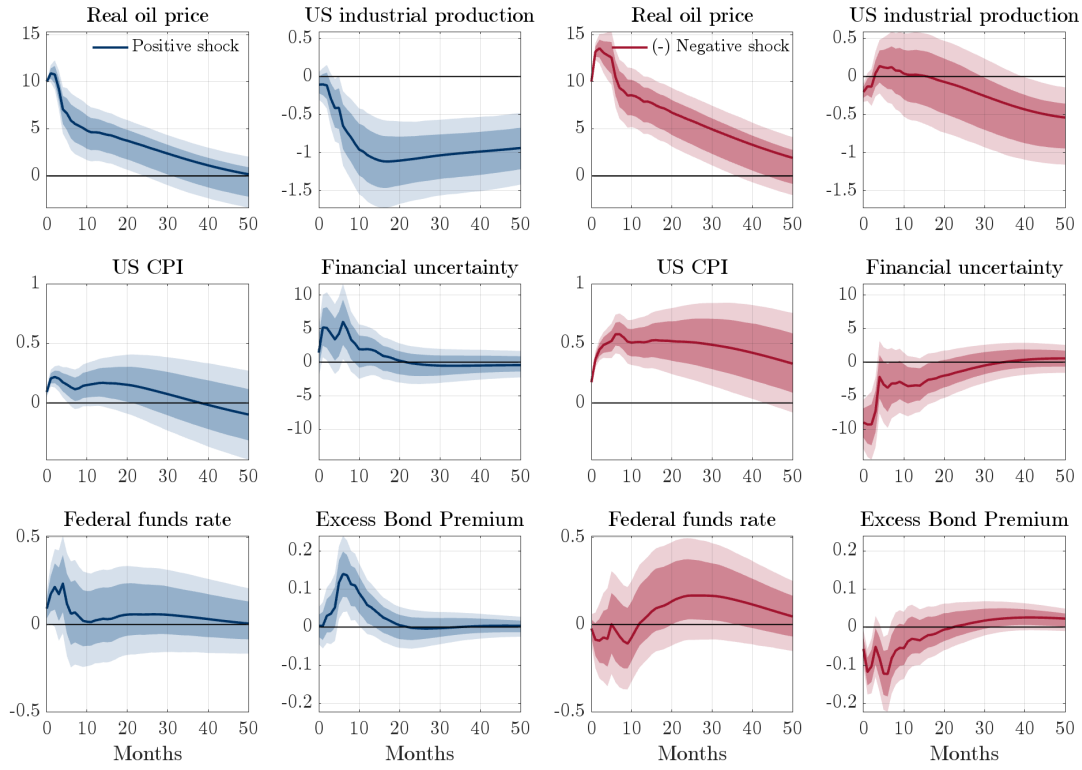 Real oil price
US industrial production
Real oil price
US industrial production
15
10
5
0
Positive shock
0 10 20 30 40 50
0.5
0
-0.5
-1
-1.5
0 10 20 30 40 50
15
10
5
0
(-) Negative shock
0 10 20 30 40 50
0.5
0
-0.5
-1
-1.5
0 10 20 30 40 50
US CPI
Financial uncertainty
US CPI
Financial uncertainty
1
0.5
0
0 10 20 30 40 50
10
5
0
-5
-10
0 10 20 30 40 50
1
0.5
0
0 10 20 30 40 50
10
5
0
-5
-10
0 10 20 30 40 50
Federal funds rate
Excess Bond Premium
Federal funds rate
Excess Bond Premium
0.5
0
-0.5
0 10 20 30 40 50
Months
0.2
0.1
0
-0.1
-0.2
0 10 20 30 40 50
Months
0.5
0
-0.5
0 10 20 30 40 50
Months
0.2
0.1
0
-0.1
-0.2
0 10 20 30 40 50
Months